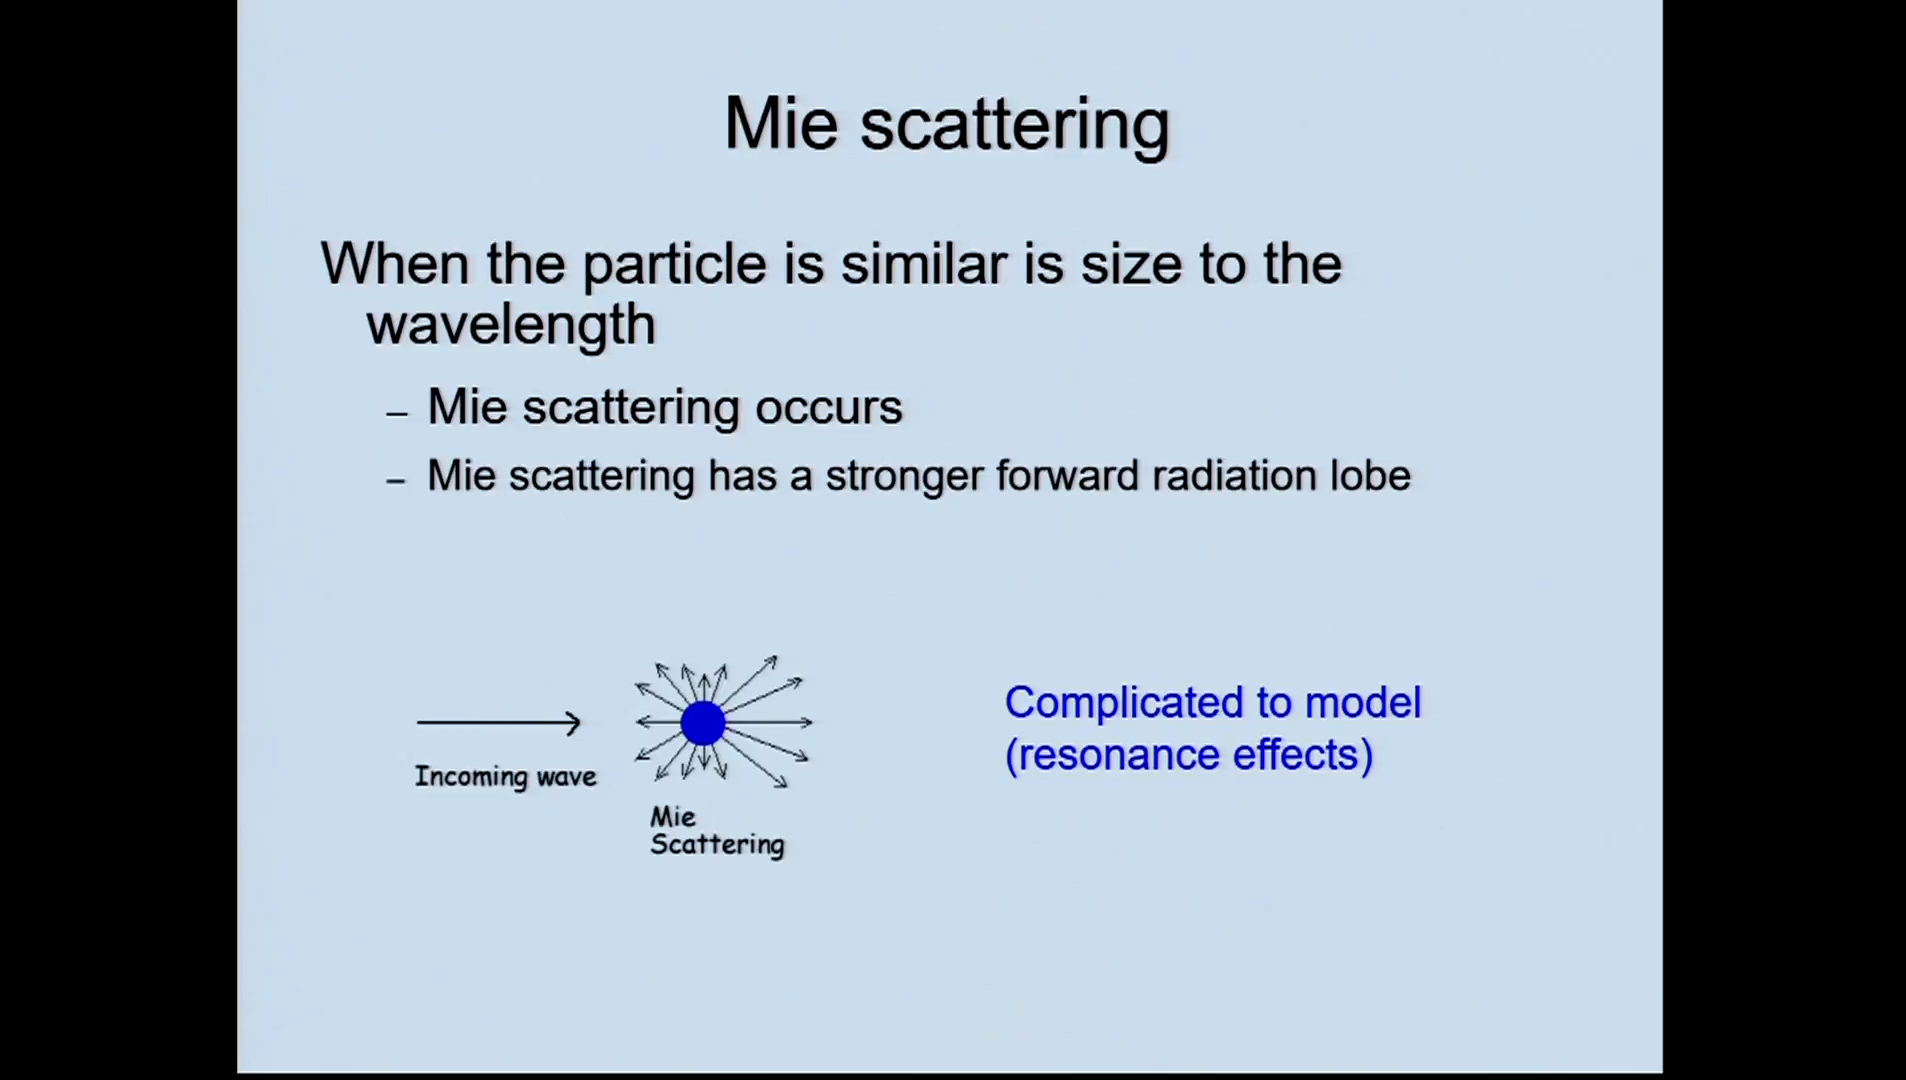 Mie scattering
When the particle is similar is size to the
wavelength
– Mie scattering occurs
– Mie scattering has a stronger forward radiation lobe
Incoming wave
Mie
Scattering
Complicated to model
(resonance effects)